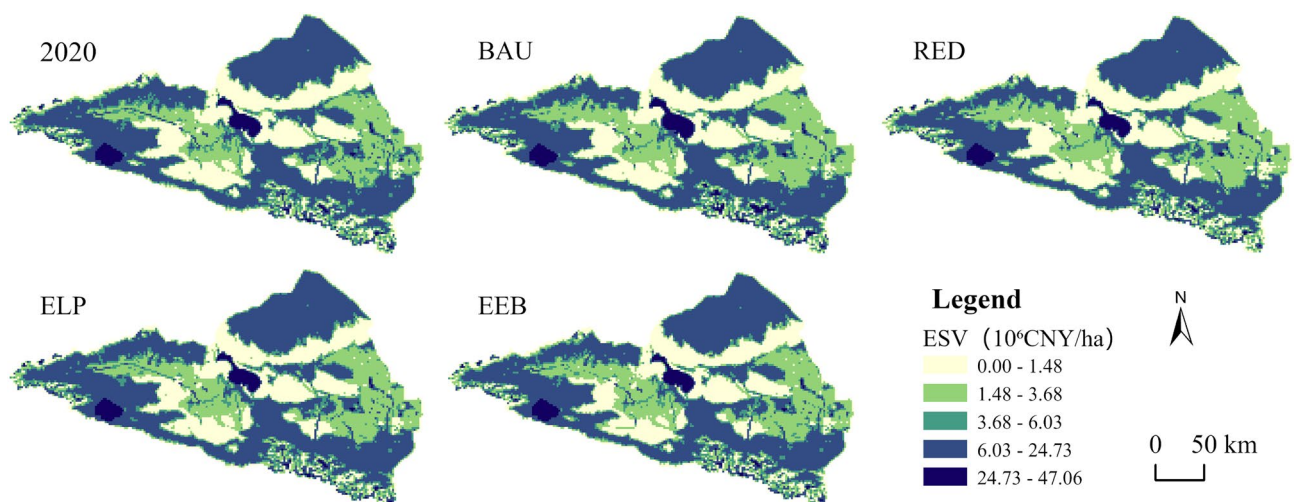 2020
BAU
RED
ELP
EEB
Legend
ESV (10⁶CNY/ha)
0.00 - 1.48
1.48 - 3.68
3.68 - 6.03
6.03 - 24.73
24.73 - 47.06
N
0 50 km